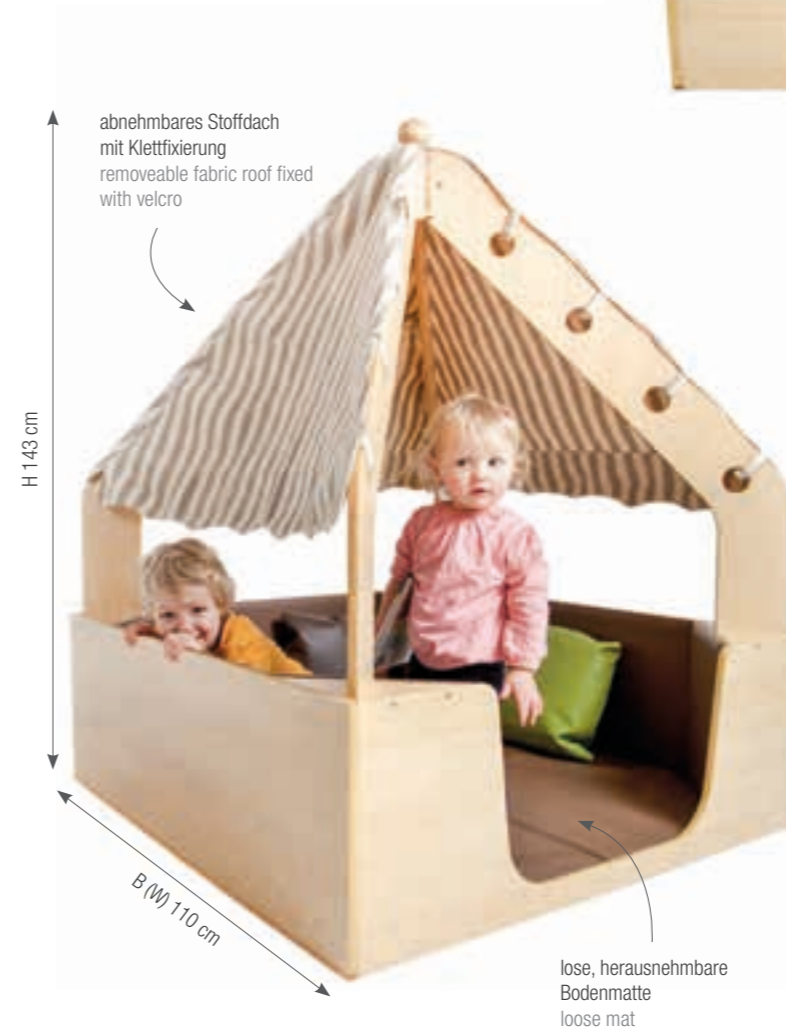 abnehmbares Stoffdach
mit Klettfixierung
removeable fabric roof fixed
with velcro
H 143 cm
B (W) 110 cm
lose, herausnehmbare
Bodenmatte
loose mat